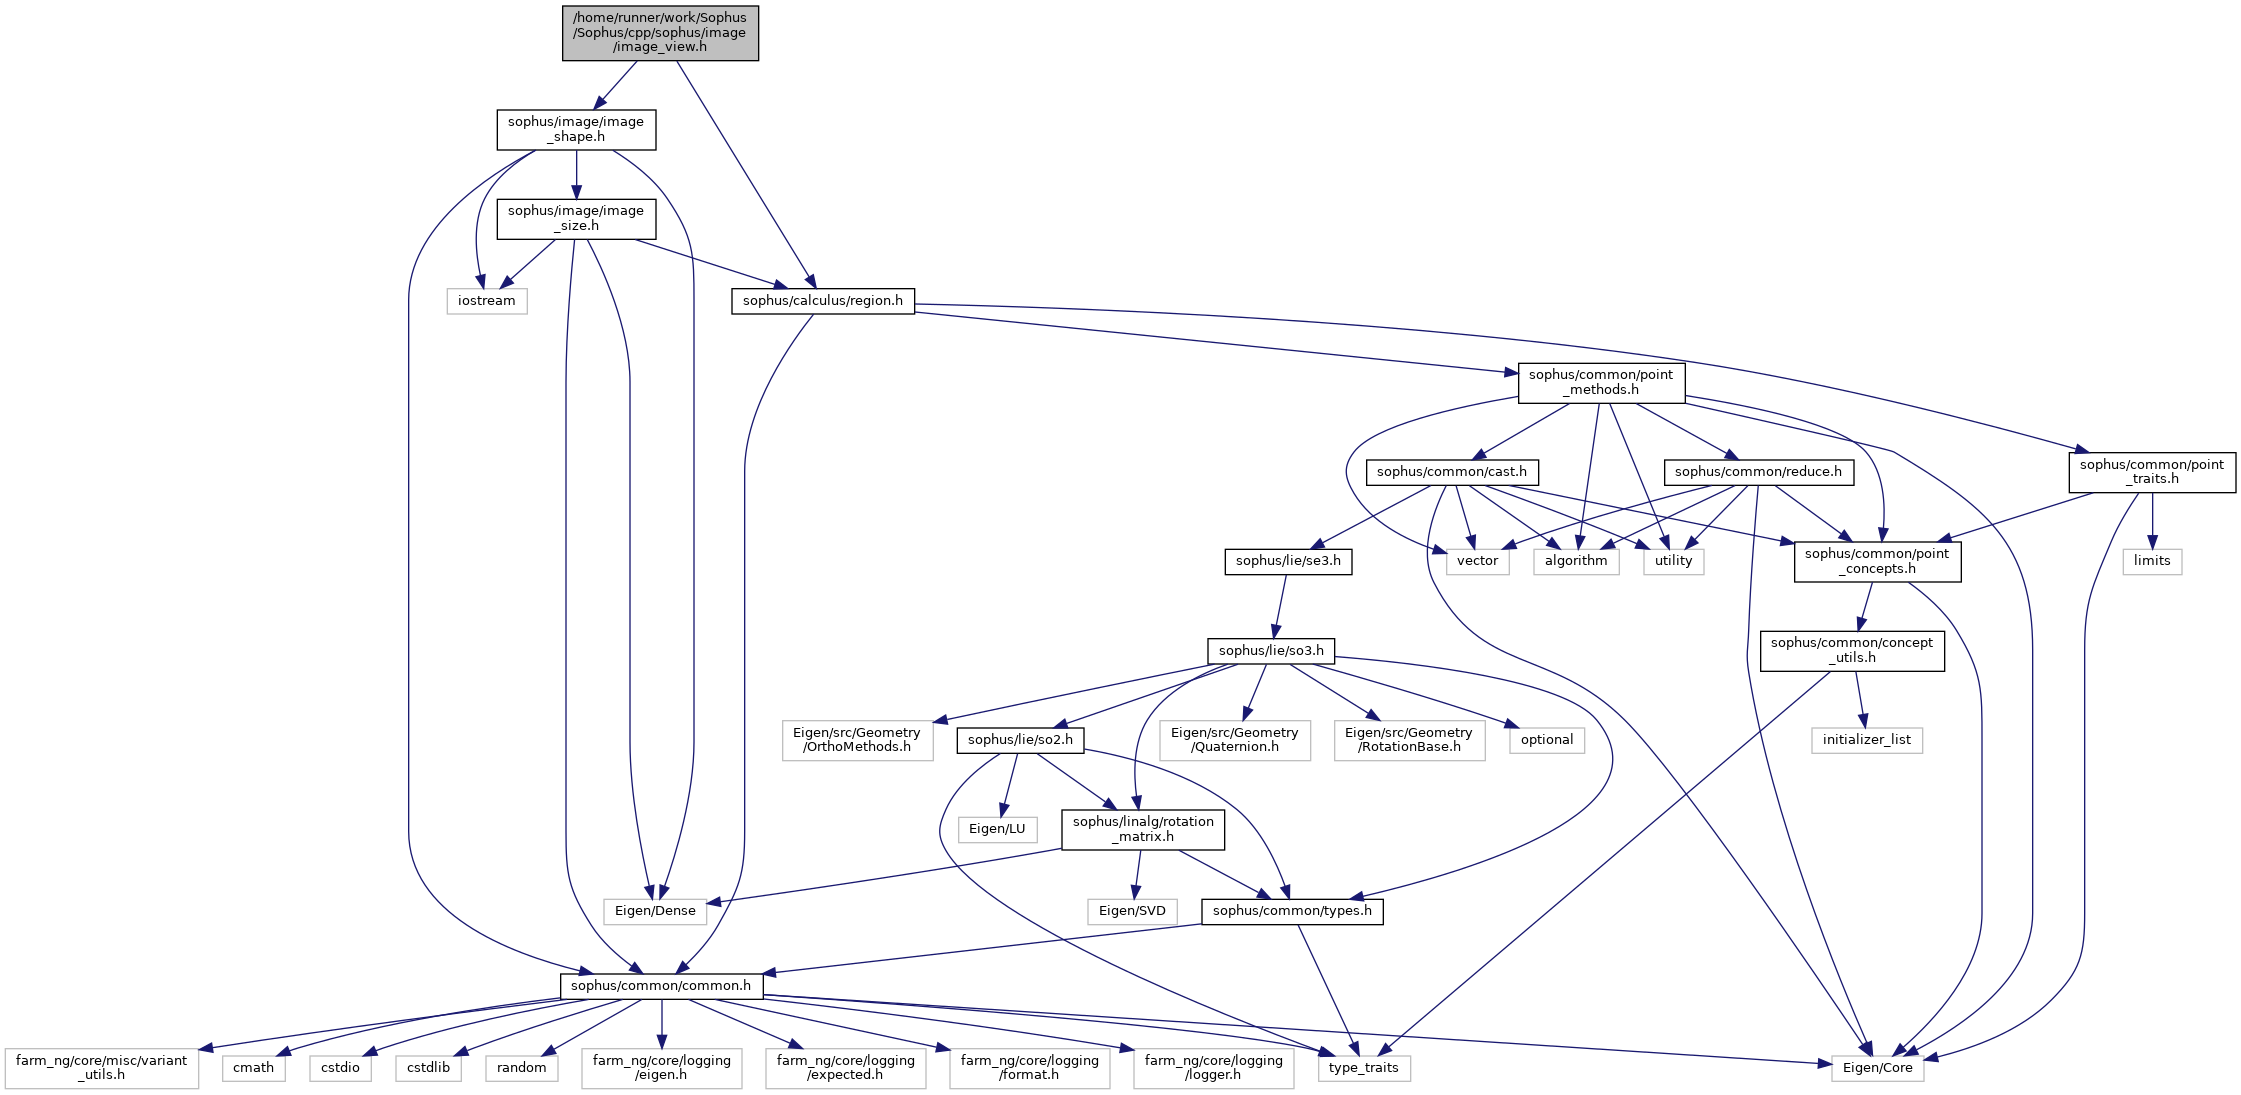 /home/runner/work/Sophus
/Sophus/cpp/sophus/image
/image_view.h
sophus/image/image
_shape.h
sophus/image/image
_size.h
iostream
sophus/calculus/region.h
sophus/common/point
_methods.h
sophus/common/cast.h
sophus/common/reduce.h
sophus/common/point
_traits.h
sophus/lie/se3.h
vector
algorithm
utility
sophus/common/point
_concepts.h
limits
sophus/lie/so3.h
sophus/common/concept
_utils.h
Eigen/src/Geometry
/OrthoMethods.h
sophus/lie/so2.h
Eigen/src/Geometry
/Quaternion.h
Eigen/src/Geometry
/RotationBase.h
optional
initializer_list
Eigen/LU
sophus/linalg/rotation
_matrix.h
Eigen/Dense
Eigen/SVD
sophus/common/types.h
sophus/common/common.h
farm_ng/core/misc/variant
_utils.h
cmath
cstdio
cstdlib
random
farm_ng/core/logging
/eigen.h
farm_ng/core/logging
/expected.h
farm_ng/core/logging
/format.h
farm_ng/core/logging
/logger.h
type_traits
Eigen/Core